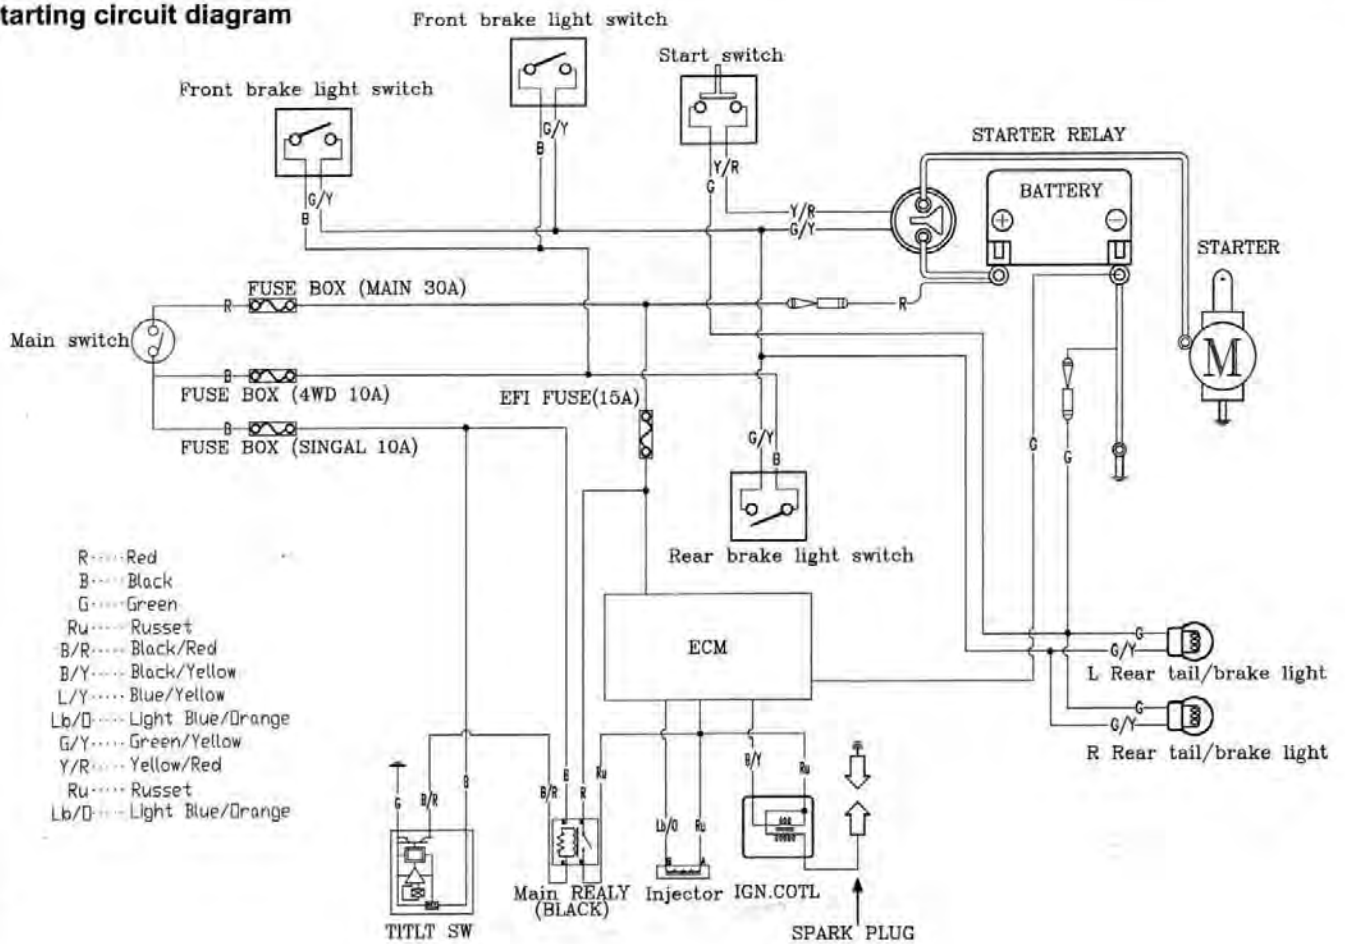 tarting circuit diagram
Front brake light switch
Start switch
Front brake light switch
STARTER RELAY
G/Y
B
Y/R
G
BATTERY
G/Y
B
Y/R
G/Y
+
−
STARTER
FUSE BOX (MAIN 30A)
R
R
Main switch
M
B
FUSE BOX (4WD 10A)
EFI FUSE(15A)
B
FUSE BOX (SINGAL 10A)
G/Y
B
G
G
Rear brake light switch
R.....Red
B.....Black
G.....Green
Ru.....Russet
B/R.....Black/Red
B/Y.....Black/Yellow
L/Y.....Blue/Yellow
Lb/O.....Light Blue/Orange
G/Y.....Green/Yellow
Y/R.....Yellow/Red
Ru.....Russet
Lb/O.....Light Blue/Orange
ECM
G
G/Y
L Rear tail/brake light
G
G/Y
R Rear tail/brake light
G
B/R
B
B/R
B
R
Ru
Lb/O
Ru
B/Y
Ru
Main REALY
(BLACK)
Injector
IGN.COTL
TITLT SW
SPARK PLUG